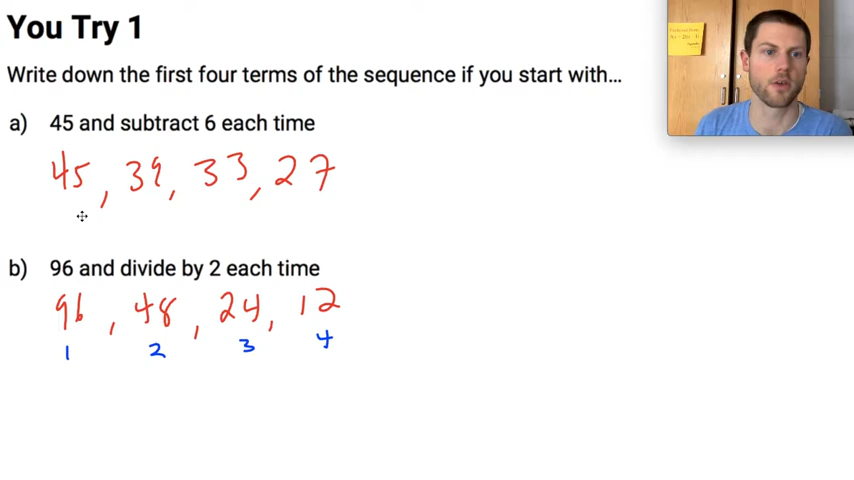 You Try 1
Write down the first four terms of the sequence if you start with...
a) 45 and subtract 6 each time
45, 39, 33, 27
b) 96 and divide by 2 each time
96, 48, 24, 12
1 2 3 4